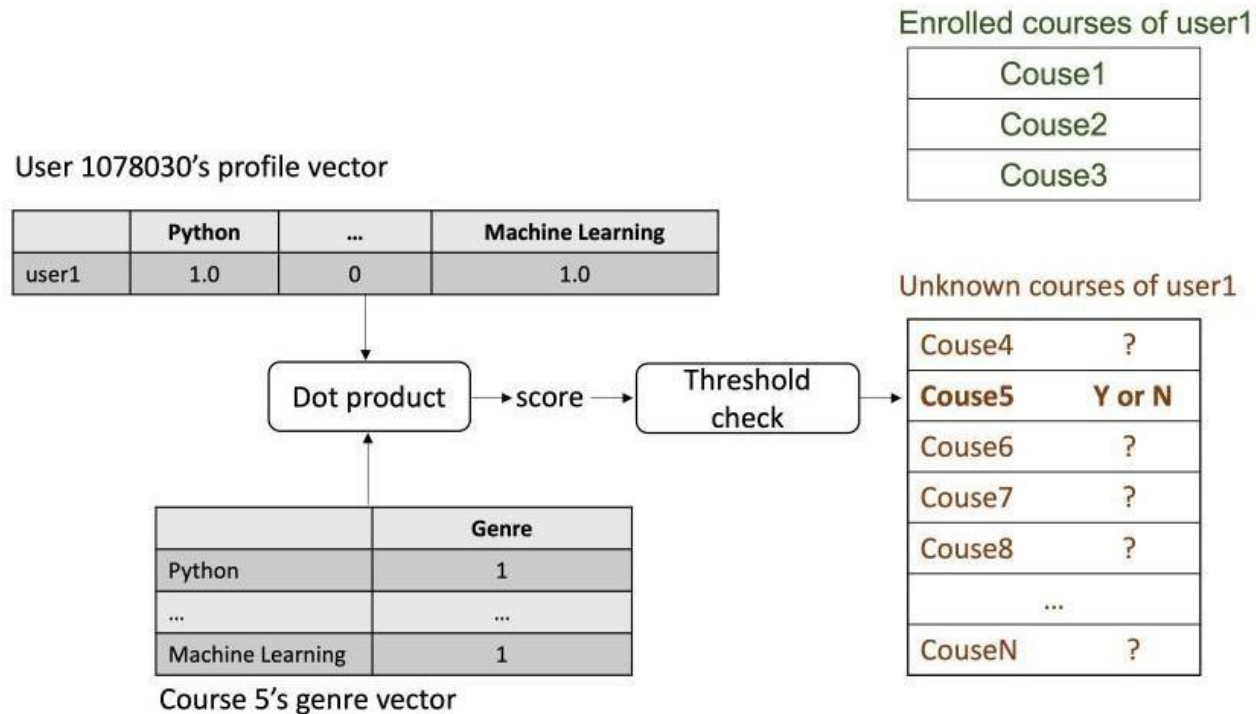 Enrolled courses of user1
Couse1
Couse2
Couse3
User 1078030's profile vector
Python ... Machine Learning
user1 1.0 0 1.0
Unknown courses of user1
Couse4 ?
Couse5 Y or N
Couse6 ?
Couse7 ?
Couse8 ?
...
CouseN ?
Dot product
score
Threshold
check
Genre
Python 1
... ...
Machine Learning 1
Course 5's genre vector